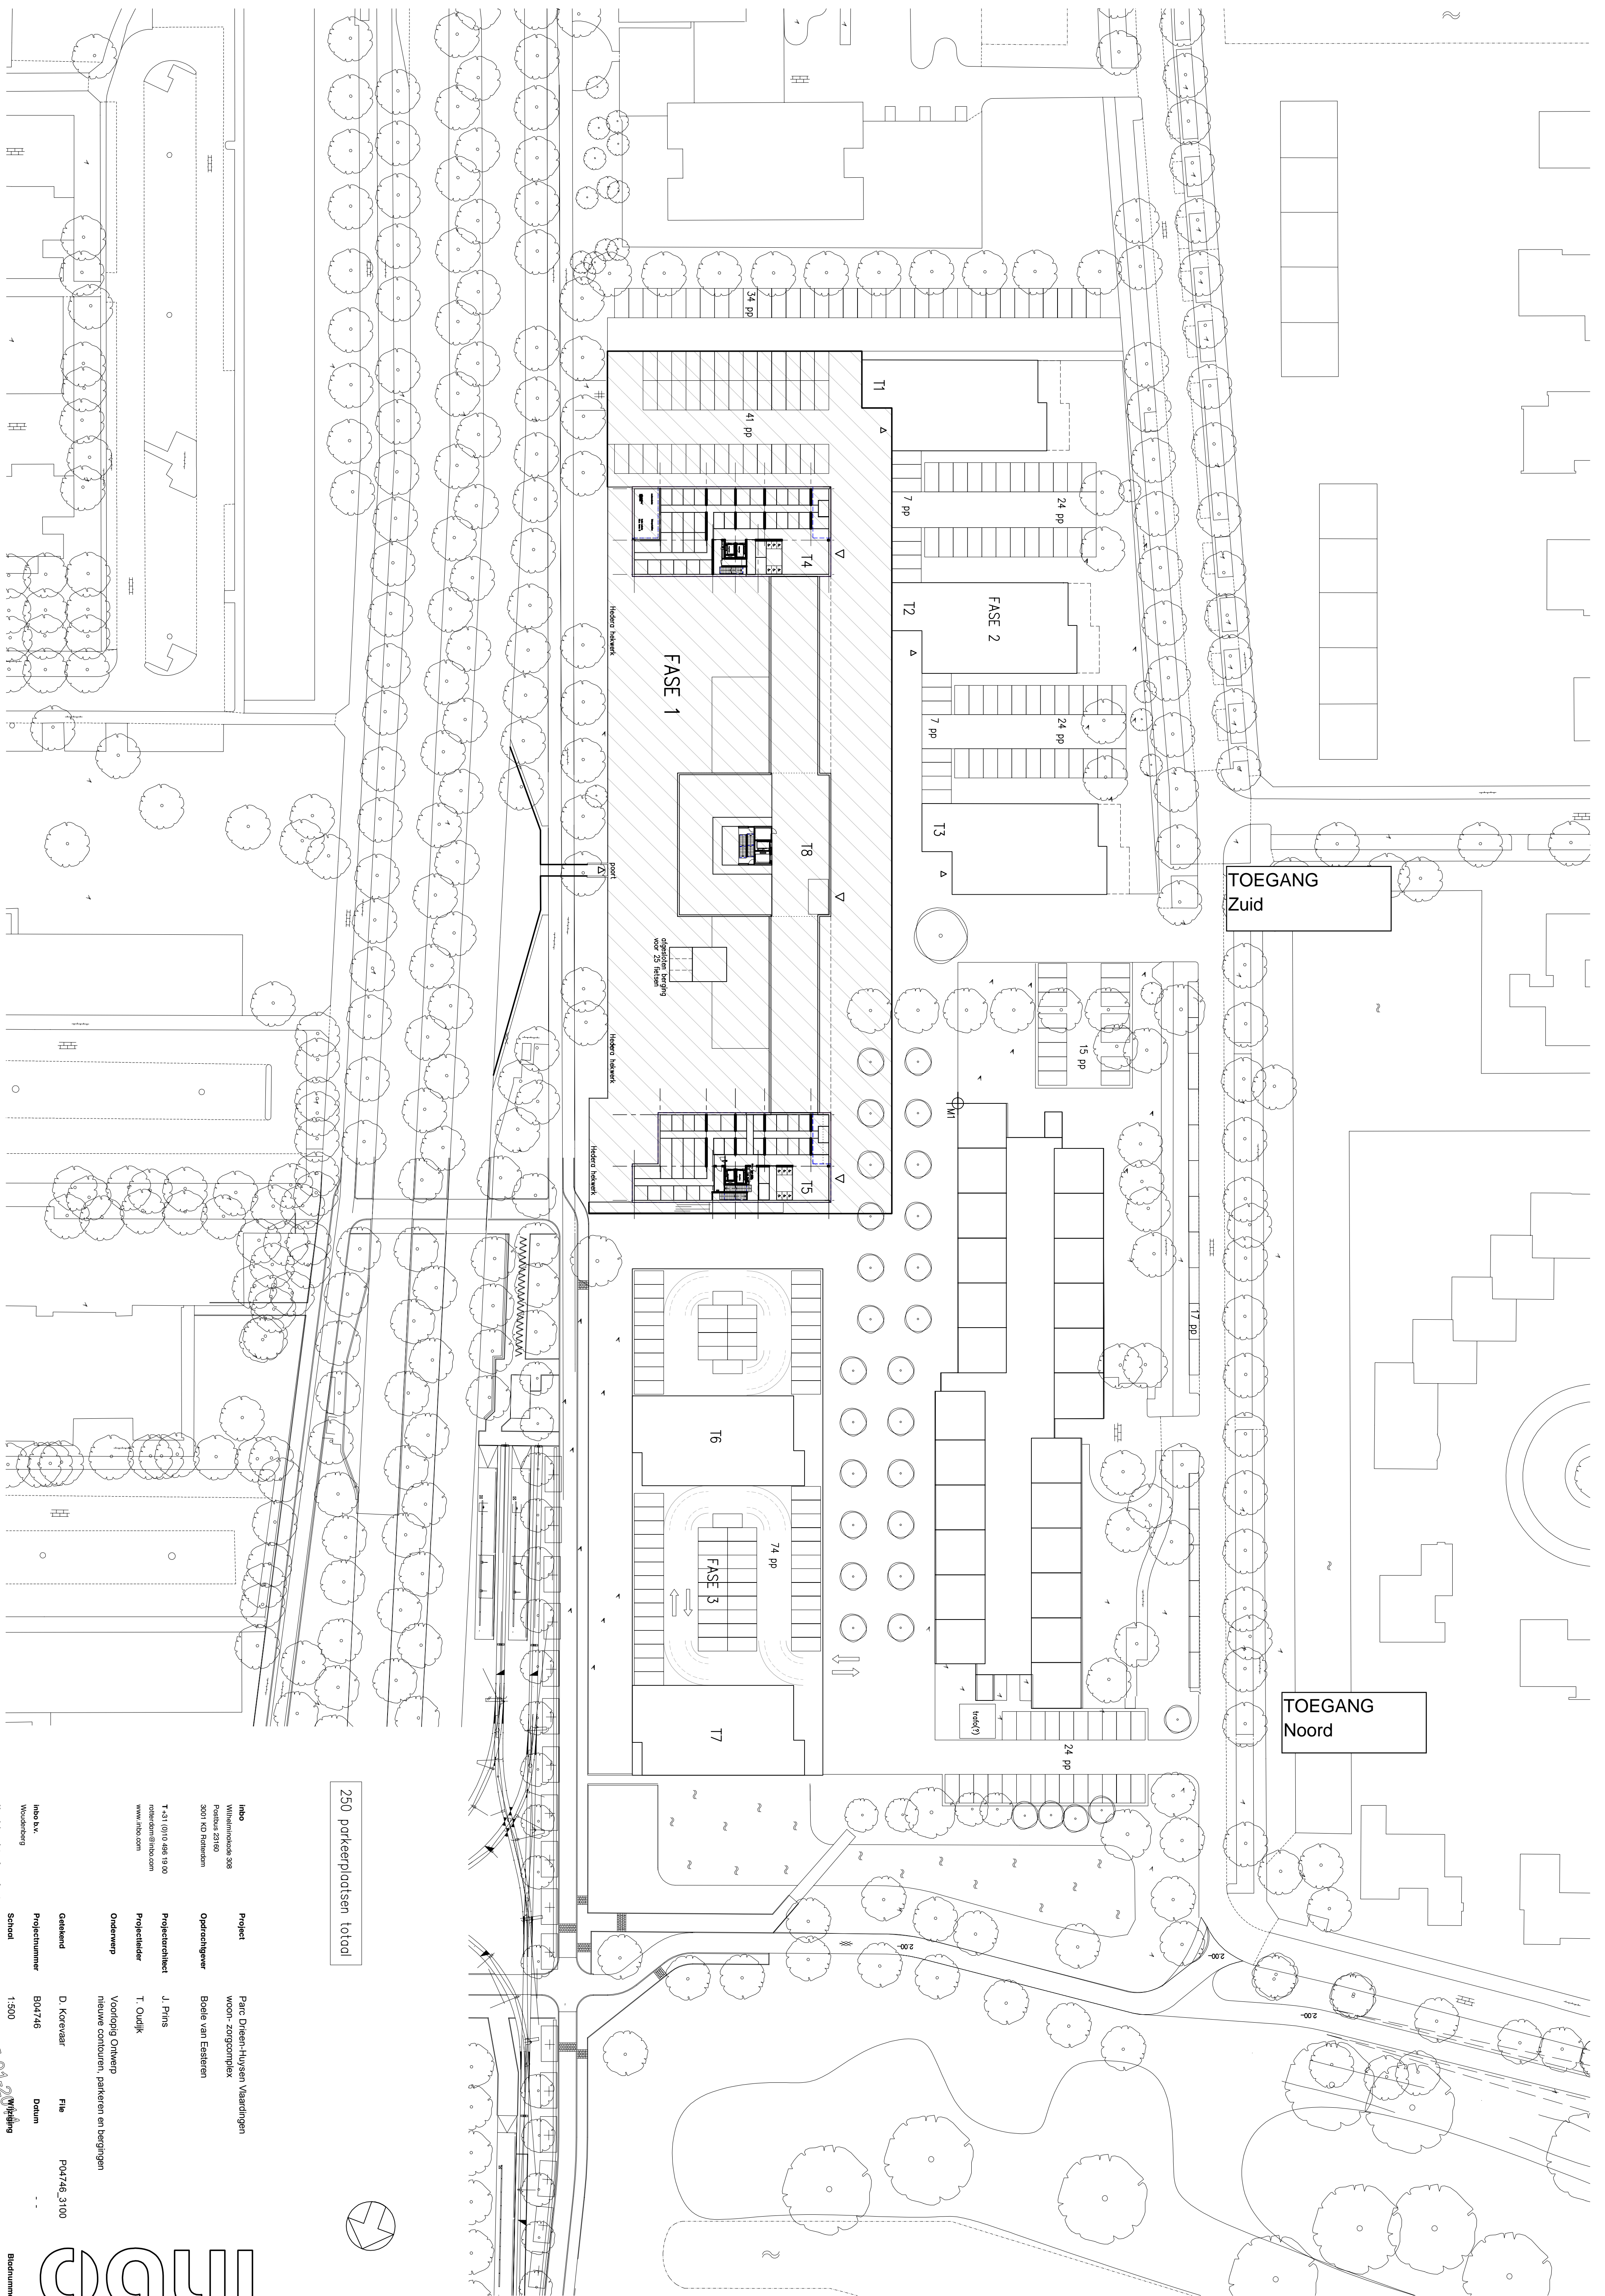 34 pp
T1
41 pp
7 pp
24 pp
T4
T2
FASE 2
Hedera hekwerk
FASE 1
7 pp
24 pp
T8
T3
TOEGANG
Zuid
poort
afgesloten berging
voor 25 fietsen
15 pp
Hedera hekwerk
M1
Hedera hekwerk
T5
17 pp
T6
74 pp
FASE 3
TOEGANG
Noord
trafo(?)
T7
24 pp
2.00
2.00
2.00
250 parkeerplaatsen totaal
inbo
Wilhelminakade 308
Postbus 23160
3001 KD Rotterdam
T +31 (0)10 496 19 00
rotterdam@inbo.com
www.inbo.com
inbo b.v.
Woudenberg
Project Parc Drieen-Huysen Vlaardingen
woon- zorgcomplex
Opdrachtgever Boele van Eesteren
Projectarchitect J. Prins
Projectleider T. Oudijk
Onderwerp Voorlopig Ontwerp
nieuwe contouren, parkeren en bergingen
Getekend D. Korevaar File P04746_3100
Projectnummer B04746 Datum - -
Schaal 1:500 Wijziging
inbo